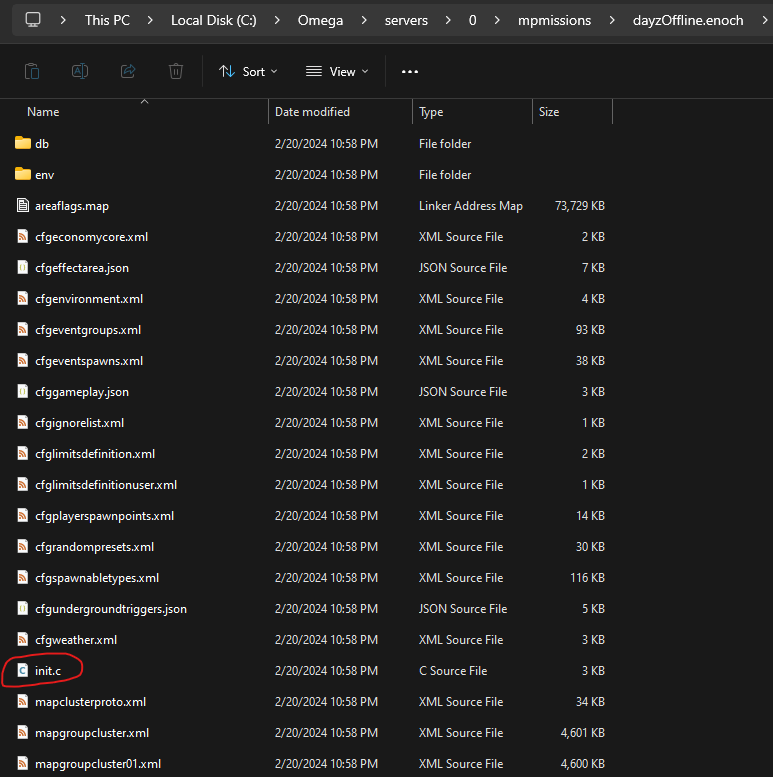 This PC > Local Disk (C:) > Omega > servers > 0 > mpmissions > dayzOffline.enoch >
Sort View
Name Date modified Type Size
db 2/20/2024 10:58 PM File folder
env 2/20/2024 10:58 PM File folder
areaflags.map 2/20/2024 10:58 PM Linker Address Map 73,729 KB
cfgeconomycore.xml 2/20/2024 10:58 PM XML Source File 2 KB
cfgeffectarea.json 2/20/2024 10:58 PM JSON Source File 7 KB
cfgenvironment.xml 2/20/2024 10:58 PM XML Source File 4 KB
cfgeventgroups.xml 2/20/2024 10:58 PM XML Source File 93 KB
cfgeventspawns.xml 2/20/2024 10:58 PM XML Source File 38 KB
cfggameplay.json 2/20/2024 10:58 PM JSON Source File 3 KB
cfgignorelist.xml 2/20/2024 10:58 PM XML Source File 1 KB
cfglimitsdefinition.xml 2/20/2024 10:58 PM XML Source File 2 KB
cfglimitsdefinitionuser.xml 2/20/2024 10:58 PM XML Source File 1 KB
cfgplayerspawnpoints.xml 2/20/2024 10:58 PM XML Source File 14 KB
cfgrandompresets.xml 2/20/2024 10:58 PM XML Source File 30 KB
cfgspawnabletypes.xml 2/20/2024 10:58 PM XML Source File 116 KB
cfgundergroundtriggers.json 2/20/2024 10:58 PM JSON Source File 5 KB
cfgweather.xml 2/20/2024 10:58 PM XML Source File 3 KB
init.c 2/20/2024 10:58 PM C Source File 3 KB
mapclusterproto.xml 2/20/2024 10:58 PM XML Source File 34 KB
mapgroupcluster.xml 2/20/2024 10:58 PM XML Source File 4,601 KB
mapgroupcluster01.xml 2/20/2024 10:58 PM XML Source File 4,600 KB